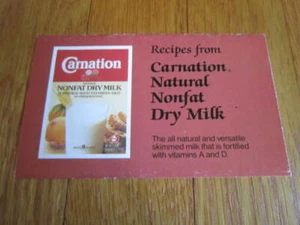 Carnation
NONFAT DRY MILK
Recipes from
Carnation®
Natural
Nonfat
Dry Milk
The all natural and versatile
skimmed milk that is fortified
with vitamins A and D.